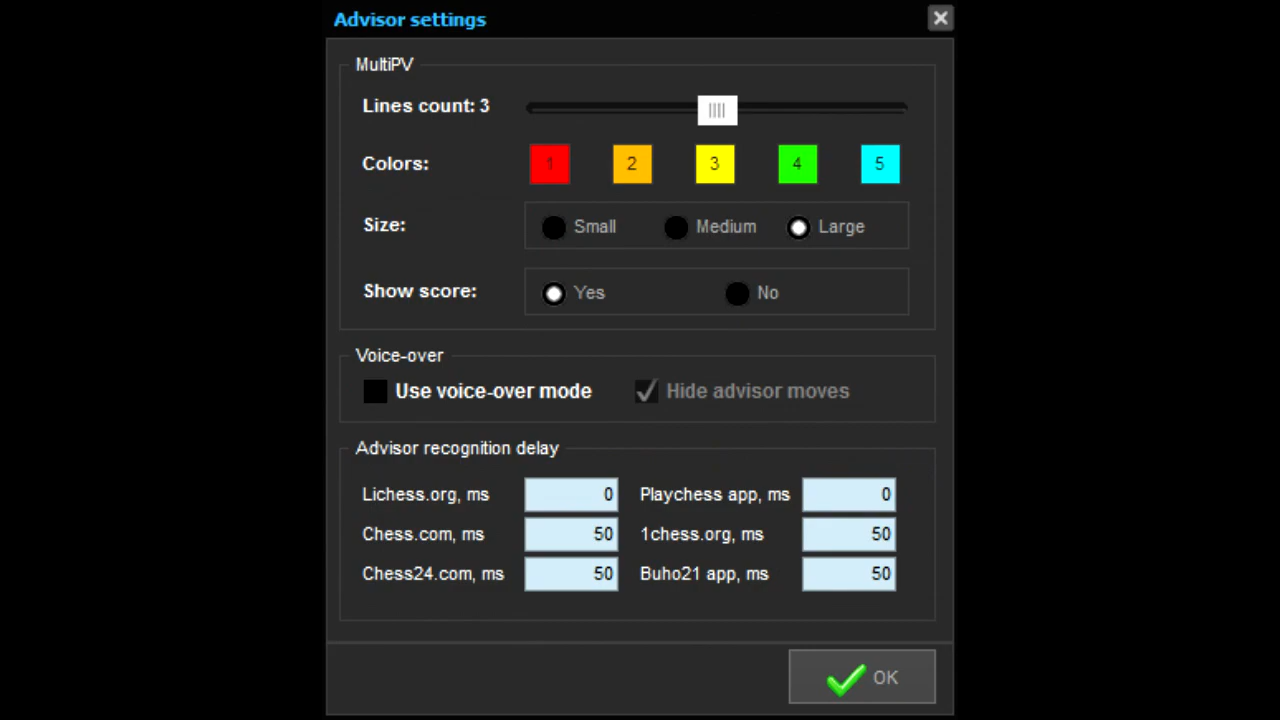 Advisor settings
MultiPV
Lines count: 3
Colors: 1 2 3 4 5
Size: Small Medium Large
Show score: Yes No
Voice-over
Use voice-over mode Hide advisor moves
Advisor recognition delay
Lichess.org, ms 0 Playchess app, ms 0
Chess.com, ms 50 1chess.org, ms 50
Chess24.com, ms 50 Buho21 app, ms 50
OK